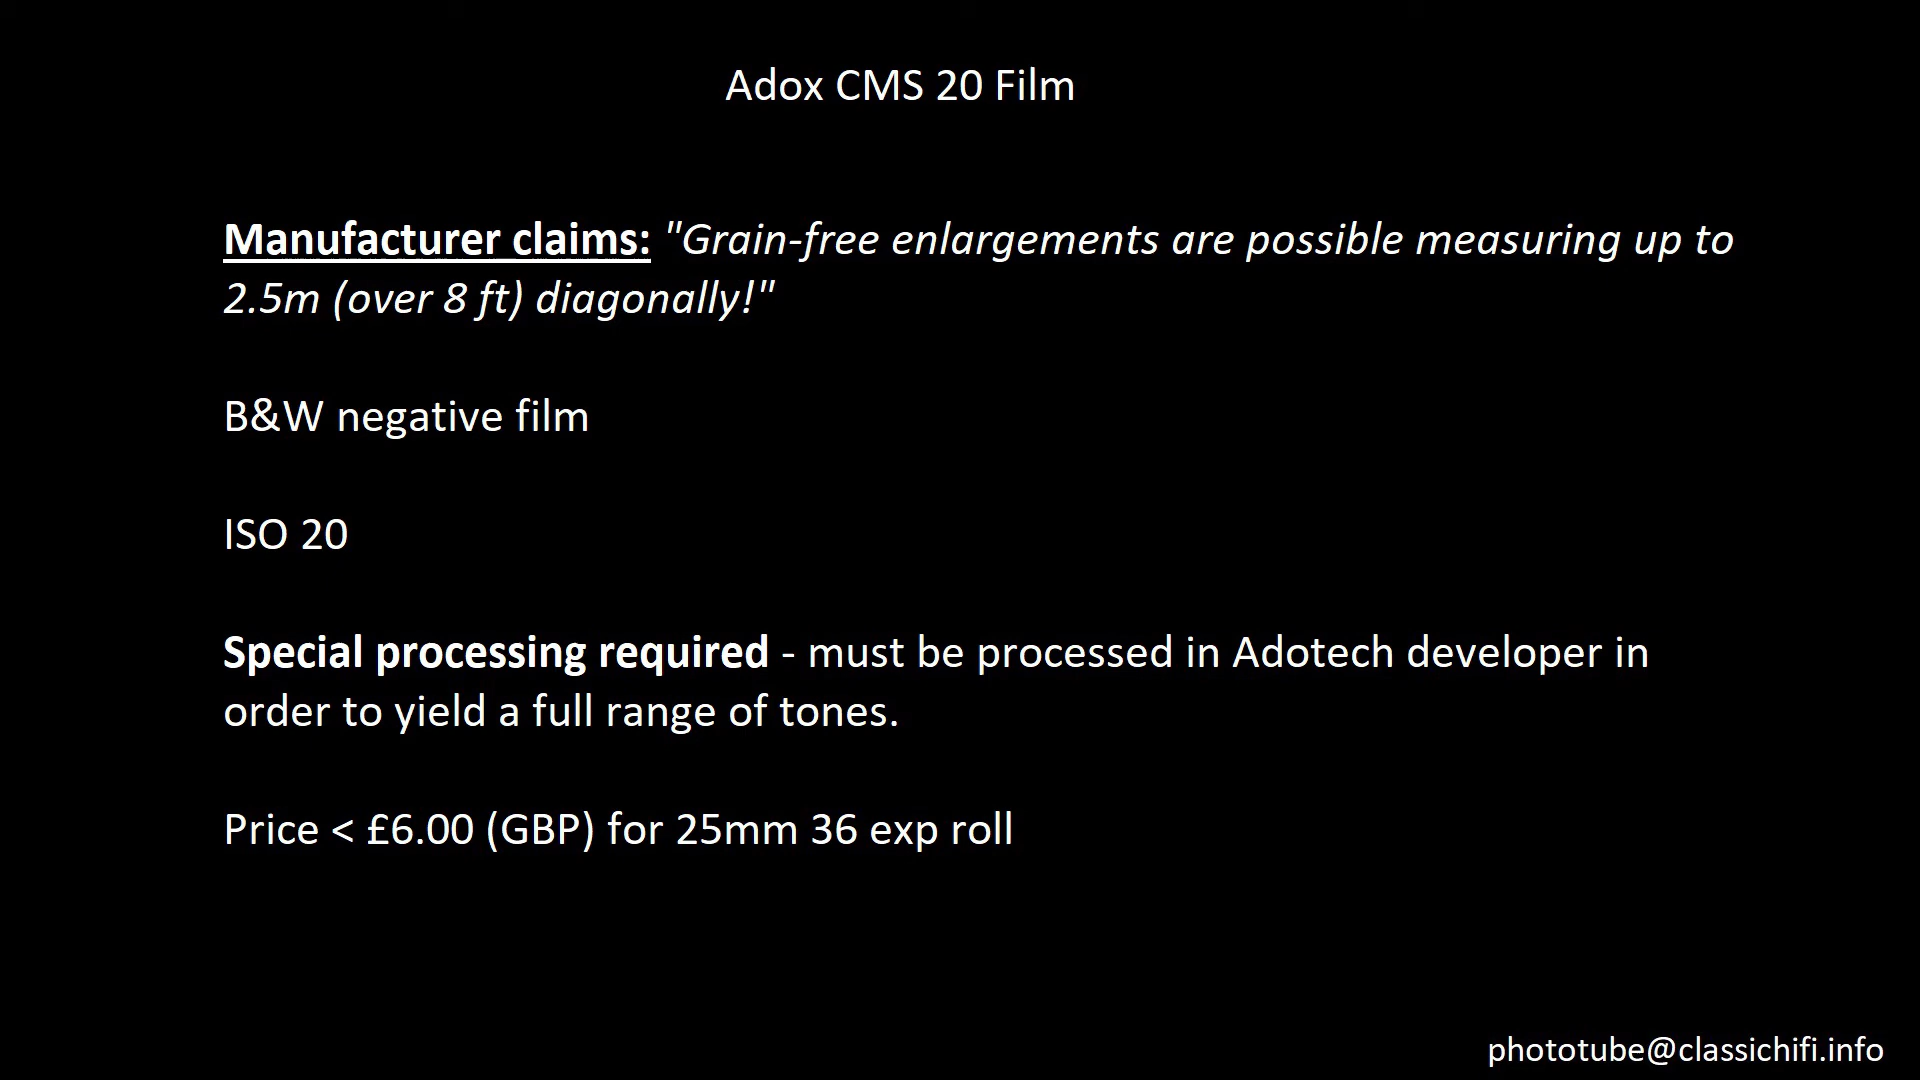 Adox CMS 20 Film
Manufacturer claims: "Grain-free enlargements are possible measuring up to
2.5m (over 8 ft) diagonally!"
B&W negative film
ISO 20
Special processing required - must be processed in Adotech developer in
order to yield a full range of tones.
Price < £6.00 (GBP) for 25mm 36 exp roll
phototube@classichifi.info